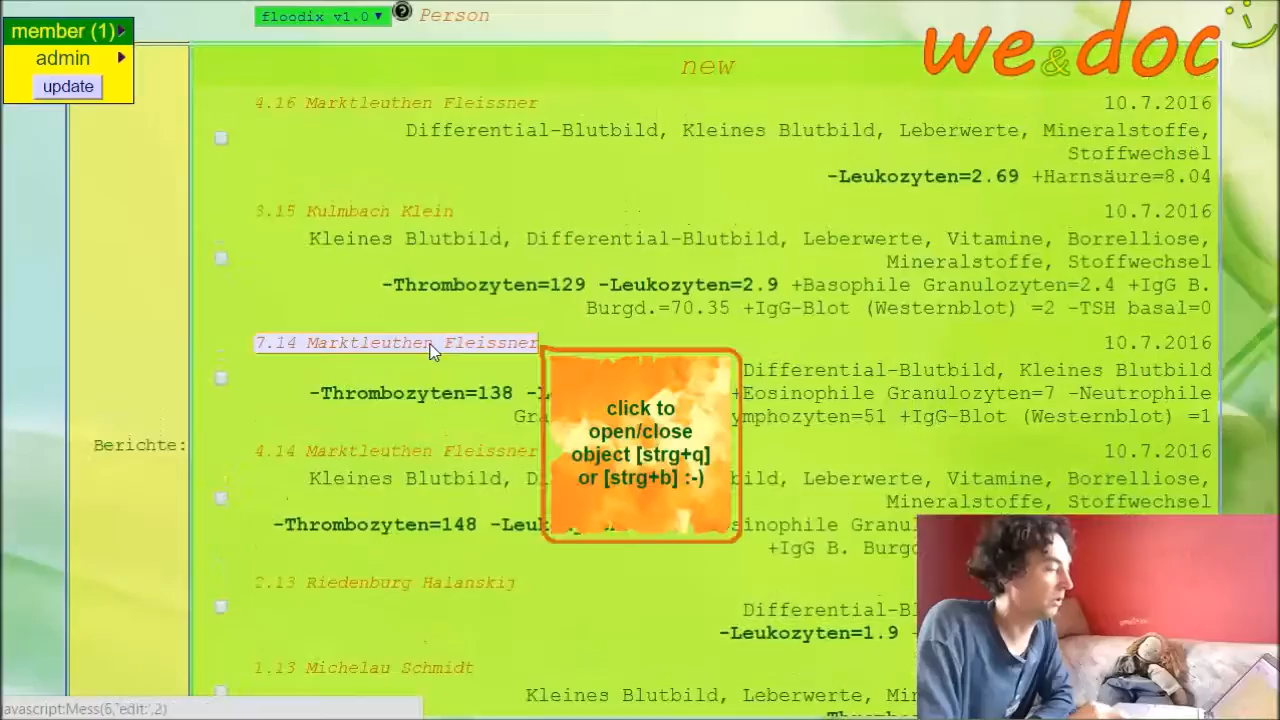 floodix v1.0 ▼ ? Person
we&doc
member (1)
admin
update
new
4.16 Marktleuthen Fleissner 10.7.2016
Differential-Blutbild, Kleines Blutbild, Leberwerte, Mineralstoffe,
Stoffwechsel
-Leukozyten=2.69 +Harnsäure=8.04
3.15 Kulmbach Klein 10.7.2016
Kleines Blutbild, Differential-Blutbild, Leberwerte, Vitamine, Borrelliose,
Mineralstoffe, Stoffwechsel
-Thrombozyten=129 -Leukozyten=2.9 +Basophile Granulozyten=2.4 +IgG B.
Burgd.=70.35 +IgG-Blot (Westernblot) =2 -TSH basal=0
7.14 Marktleuthen Fleissner 10.7.2016
Differential-Blutbild, Kleines Blutbild
-Thrombozyten=138 +Eosinophile Granulozyten=7 -Neutrophile
ymphozyten=51 +IgG-Blot (Westernblot) =1
click to
open/close
object [strg+q]
or [strg+b] :-)
Berichte:
4.14 Marktleuthen Fleissner 10.7.2016
Kleines Blutbild, bild, Leberwerte, Vitamine, Borrelliose,
Mineralstoffe, Stoffwechsel
-Thrombozyten=148 sinophile Granu
+IgG B. Burgd
2.13 Riedenburg Halanskij
Differential-Bl
-Leukozyten=1.9
1.13 Michelau Schmidt
Kleines Blutbild, Leberwerte, Mi
avascript:Mess(6,'edit:',2)